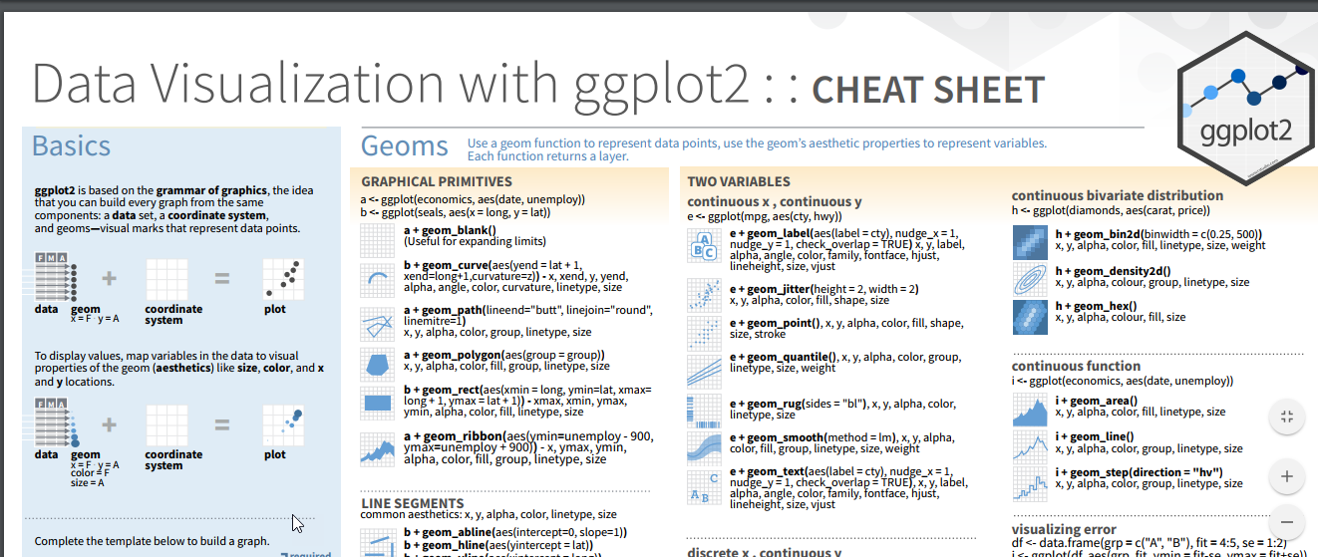 Data Visualization with ggplot2 : : CHEAT SHEET
ggplot2
Basics
ggplot2 is based on the grammar of graphics, the idea
that you can build every graph from the same
components: a data set, a coordinate system,
and geoms—visual marks that represent data points.
F M A
data
geom
x = F · y = A
coordinate
system
plot
To display values, map variables in the data to visual
properties of the geom (aesthetics) like size, color, and x
and y locations.
F M A
data
geom
x = F · y = A
color = F
size = A
coordinate
system
plot
Complete the template below to build a graph.
required
Geoms
Use a geom function to represent data points, use the geom's aesthetic properties to represent variables.
Each function returns a layer.
GRAPHICAL PRIMITIVES
a <- ggplot(economics, aes(date, unemploy))
b <- ggplot(seals, aes(x = long, y = lat))
a + geom_blank()
(Useful for expanding limits)
b + geom_curve(aes(yend = lat + 1,
xend=long+1,curvature=z)) - x, xend, y, yend,
alpha, angle, color, curvature, linetype, size
a + geom_path(lineend="butt", linejoin="round",
linemitre=1)
x, y, alpha, color, group, linetype, size
a + geom_polygon(aes(group = group))
x, y, alpha, color, fill, group, linetype, size
b + geom_rect(aes(xmin = long, ymin=lat, xmax=
long + 1, ymax = lat + 1)) - xmax, xmin, ymax,
ymin, alpha, color, fill, linetype, size
a + geom_ribbon(aes(ymin=unemploy - 900,
ymax=unemploy + 900)) - x, ymax, ymin,
alpha, color, fill, group, linetype, size
LINE SEGMENTS
common aesthetics: x, y, alpha, color, linetype, size
b + geom_abline(aes(intercept=0, slope=1))
b + geom_hline(aes(yintercept = lat))
TWO VARIABLES
continuous x , continuous y
e <- ggplot(mpg, aes(cty, hwy))
A
B C
e + geom_label(aes(label = cty), nudge_x = 1,
nudge_y = 1, check_overlap = TRUE) x, y, label,
alpha, angle, color, family, fontface, hjust,
lineheight, size, vjust
e + geom_jitter(height = 2, width = 2)
x, y, alpha, color, fill, shape, size
e + geom_point(), x, y, alpha, color, fill, shape,
size, stroke
e + geom_quantile(), x, y, alpha, color, group,
linetype, size, weight
e + geom_rug(sides = "bl"), x, y, alpha, color,
linetype, size
e + geom_smooth(method = lm), x, y, alpha,
color, fill, group, linetype, size, weight
C
A B
e + geom_text(aes(label = cty), nudge_x = 1,
nudge_y = 1, check_overlap = TRUE), x, y, label,
alpha, angle, color, family, fontface, hjust,
lineheight, size, vjust
discrete x , continuous y
continuous bivariate distribution
h <- ggplot(diamonds, aes(carat, price))
h + geom_bin2d(binwidth = c(0.25, 500))
x, y, alpha, color, fill, linetype, size, weight
h + geom_density2d()
x, y, alpha, colour, group, linetype, size
h + geom_hex()
x, y, alpha, colour, fill, size
continuous function
i <- ggplot(economics, aes(date, unemploy))
i + geom_area()
x, y, alpha, color, fill, linetype, size
i + geom_line()
x, y, alpha, color, group, linetype, size
i + geom_step(direction = "hv")
x, y, alpha, color, group, linetype, size
visualizing error
df <- data.frame(grp = c("A", "B"), fit = 4:5, se = 1:2)